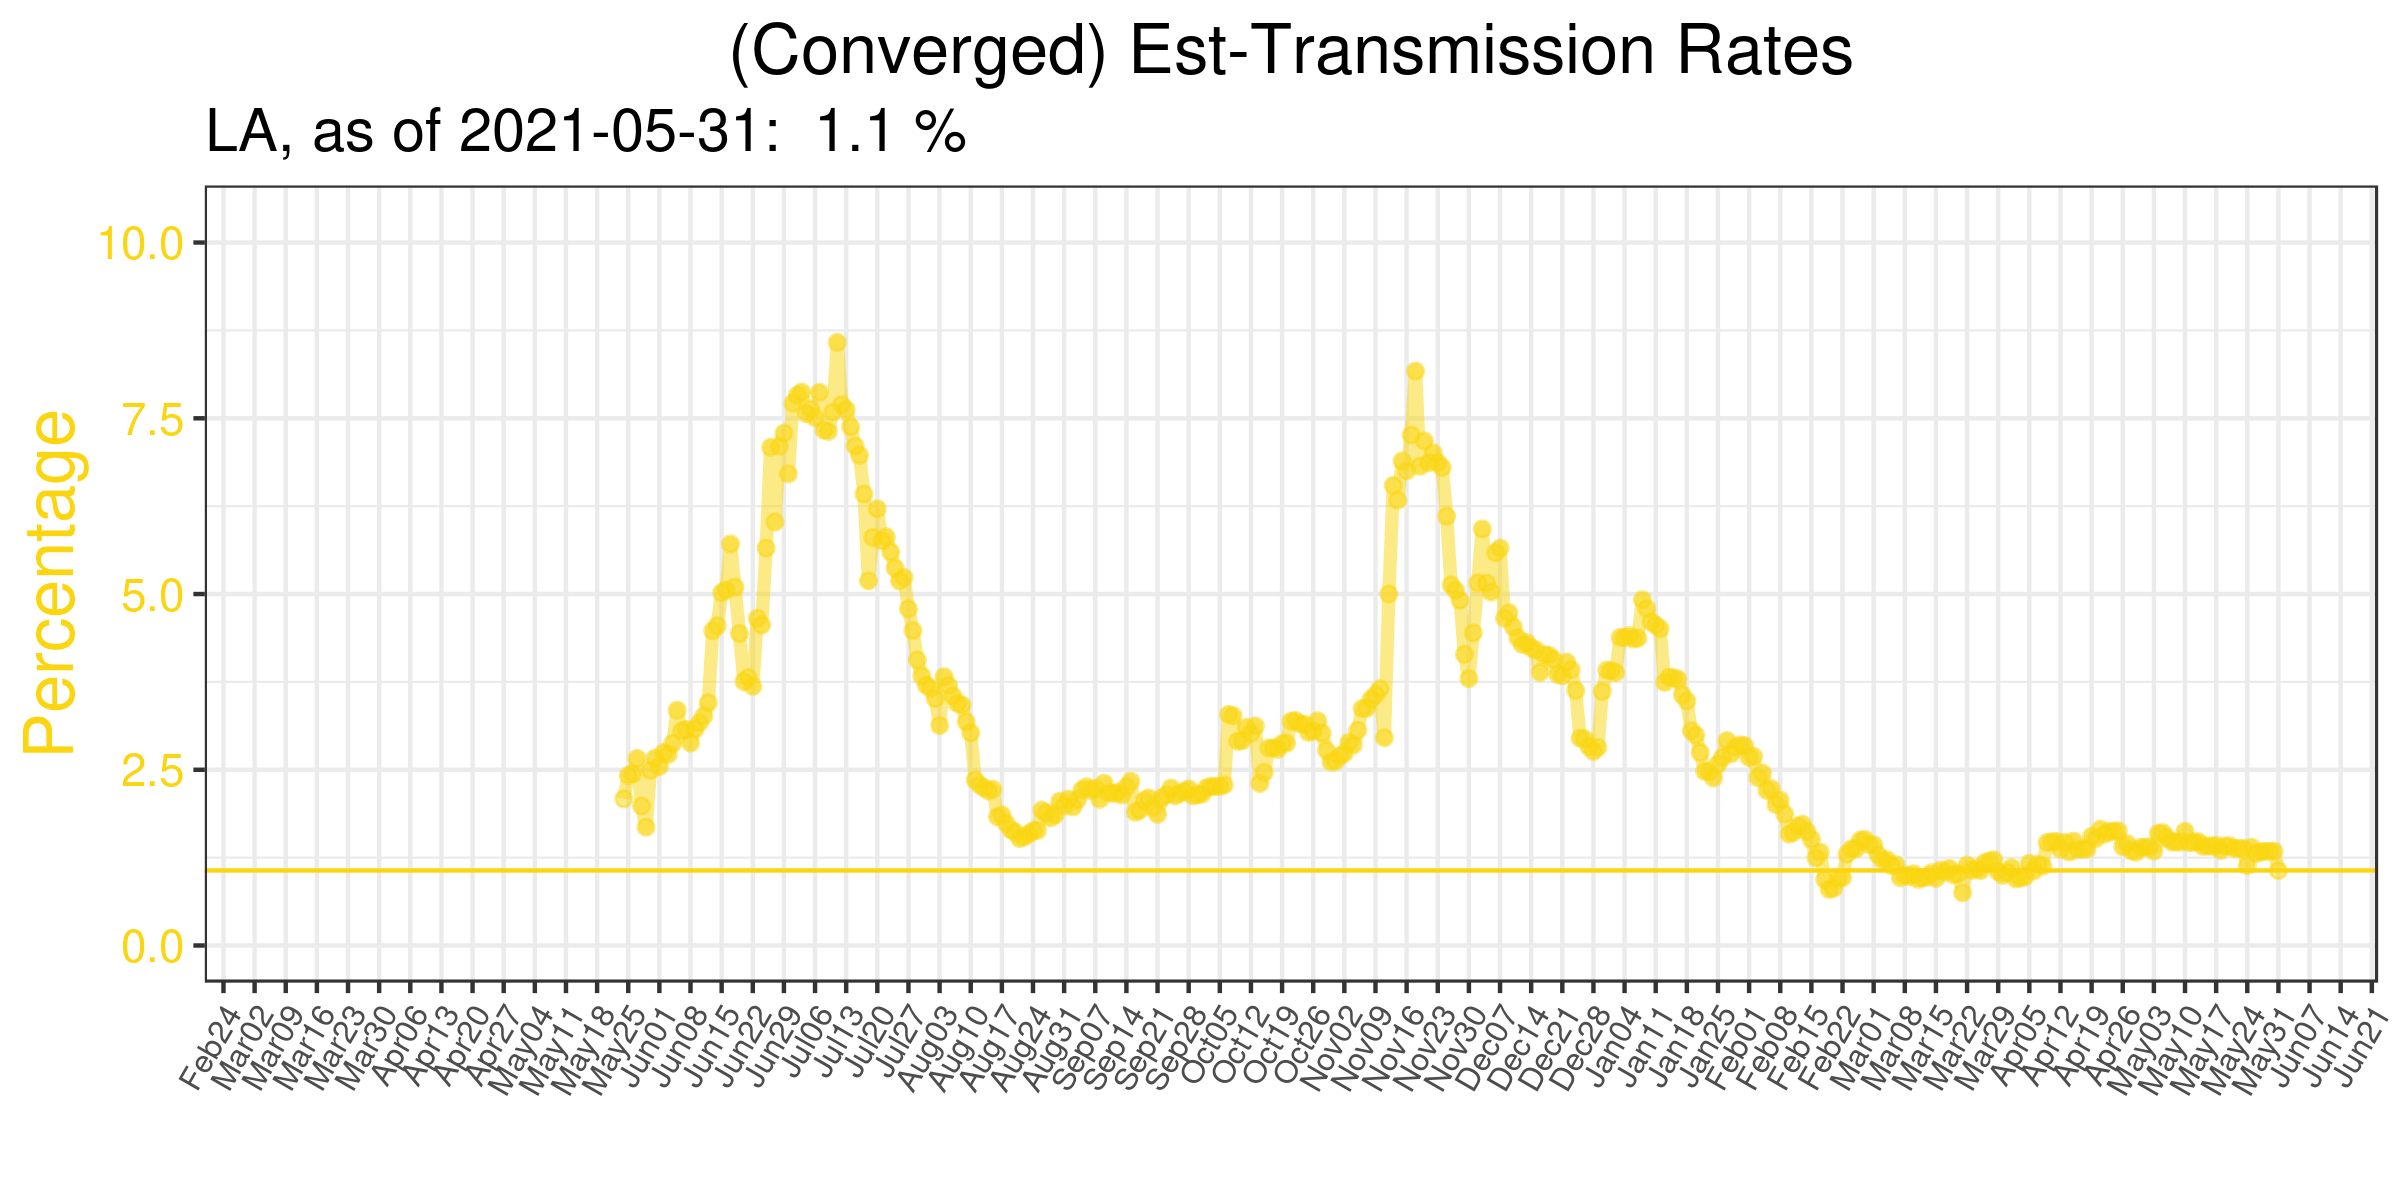 (Converged) Est-Transmission Rates
LA, as of 2021-05-31:  1.1 %
Percentage
10.0
7.5
5.0
2.5
0.0
Feb24
Mar02
Mar09
Mar16
Mar23
Mar30
Apr06
Apr13
Apr20
Apr27
May04
May11
May18
May25
Jun01
Jun08
Jun15
Jun22
Jun29
Jul06
Jul13
Jul20
Jul27
Aug03
Aug10
Aug17
Aug24
Aug31
Sep07
Sep14
Sep21
Sep28
Oct05
Oct12
Oct19
Oct26
Nov02
Nov09
Nov16
Nov23
Nov30
Dec07
Dec14
Dec21
Dec28
Jan04
Jan11
Jan18
Jan25
Feb01
Feb08
Feb15
Feb22
Mar01
Mar08
Mar15
Mar22
Mar29
Apr05
Apr12
Apr19
Apr26
May03
May10
May17
May24
May31
Jun07
Jun14
Jun21